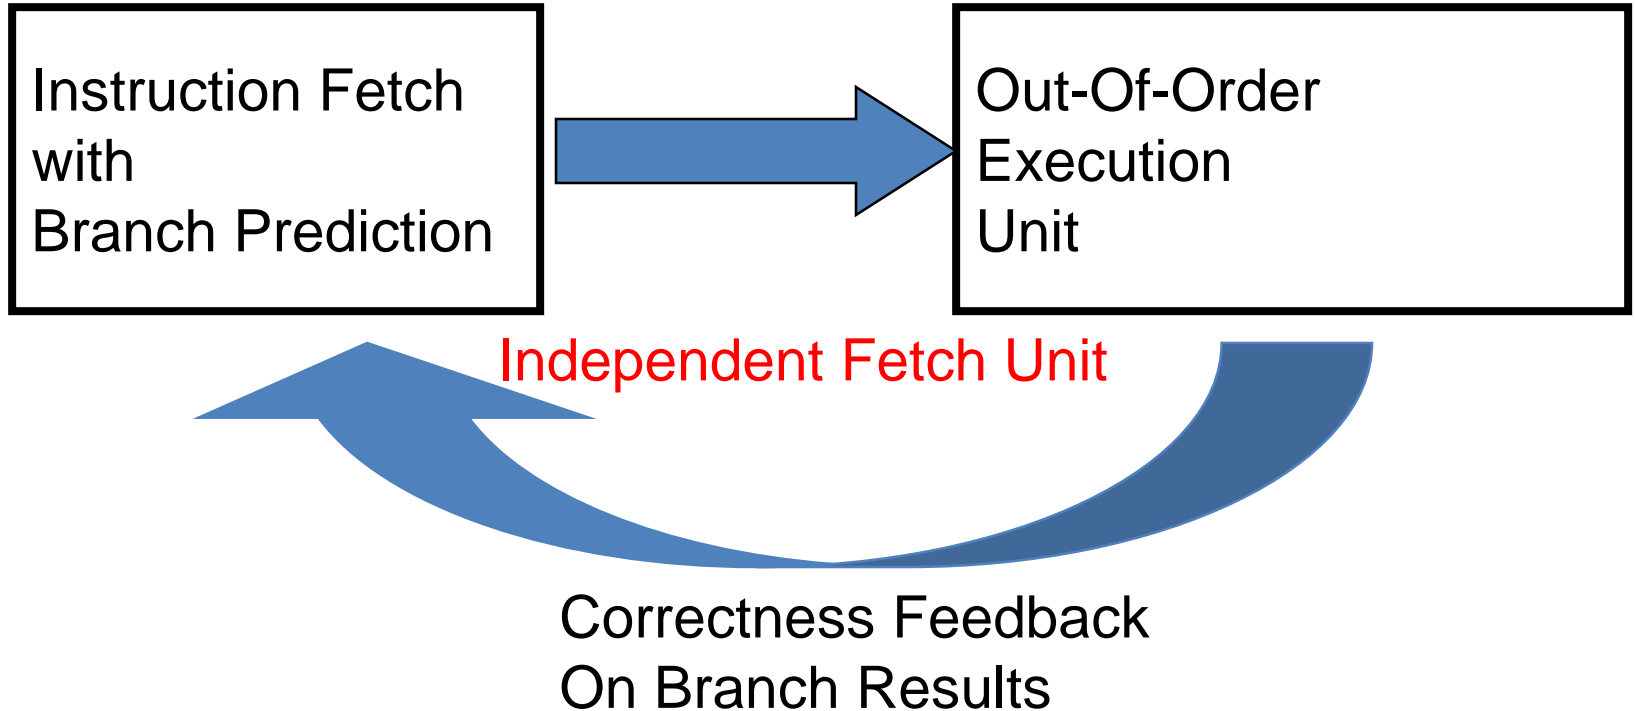 Instruction Fetch
with
Branch Prediction
Out-Of-Order
Execution
Unit
Independent Fetch Unit
Correctness Feedback
On Branch Results